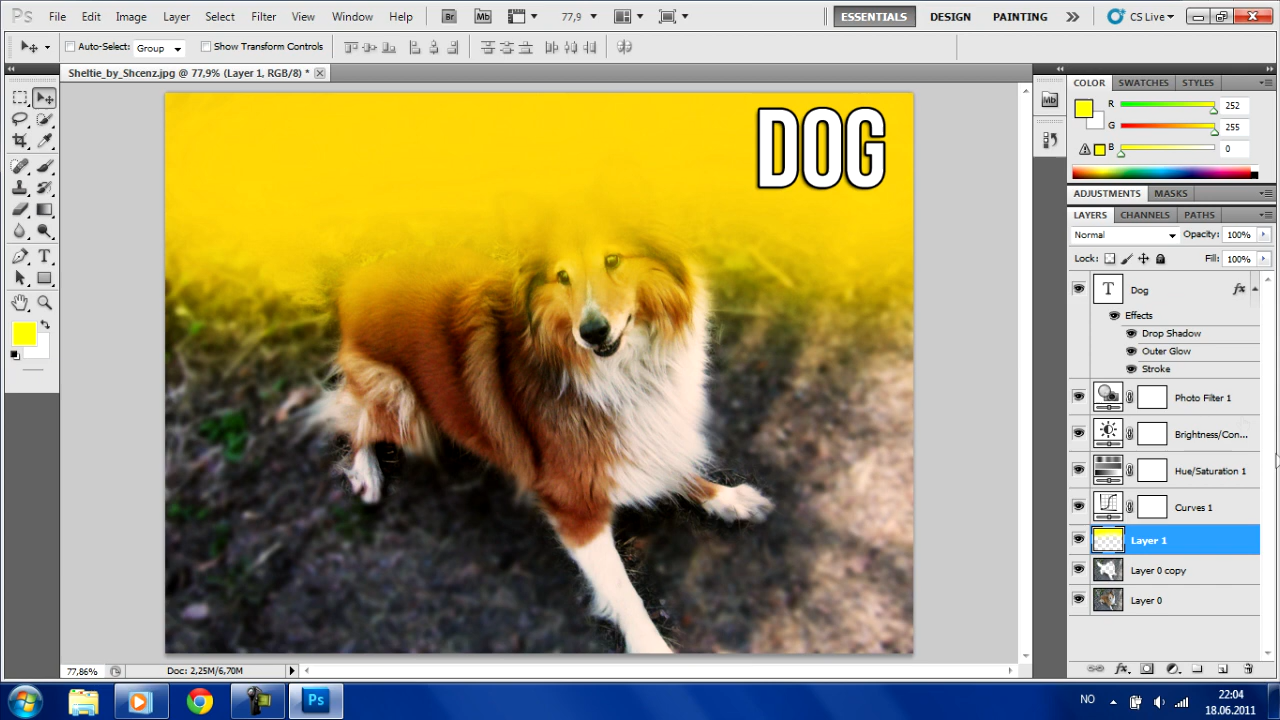 Ps File Edit Image Layer Select Filter View Window Help Br Mb 77,9 ESSENTIALS DESIGN PAINTING CS Live
Auto-Select: Group Show Transform Controls
Sheltie_by_Shcenz.jpg @ 77,9% (Layer 1, RGB/8) *
DOG
Mb
COLOR SWATCHES STYLES
R 252
G 255
B 0
ADJUSTMENTS MASKS
LAYERS CHANNELS PATHS
Normal Opacity: 100%
Lock: Fill: 100%
T Dog fx
Effects
Drop Shadow
Outer Glow
Stroke
Photo Filter 1
Brightness/Con...
Hue/Saturation 1
Curves 1
Layer 1
Layer 0 copy
Layer 0
77,86% Doc: 2,25M/6,70M
Ps NO 22:04
18.06.2011